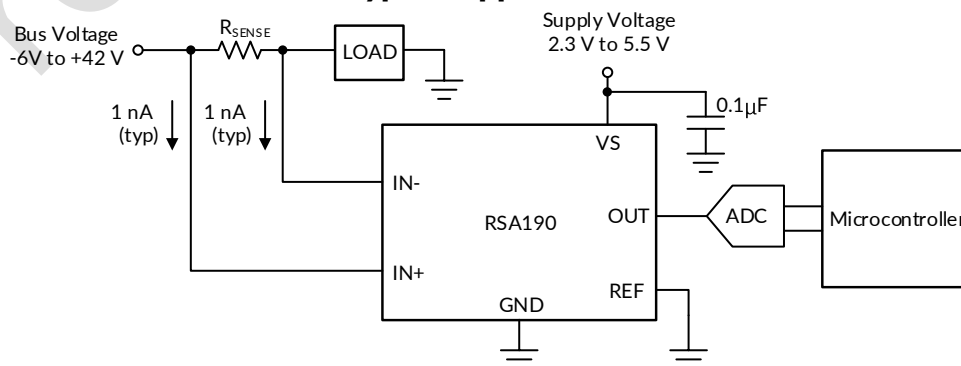 Bus Voltage
-6V to +42 V
RSENSE
LOAD
Supply Voltage
2.3 V to 5.5 V
0.1μF
1 nA
(typ)
1 nA
(typ)
VS
IN-
RSA190
OUT
ADC
Microcontroller
IN+
REF
GND